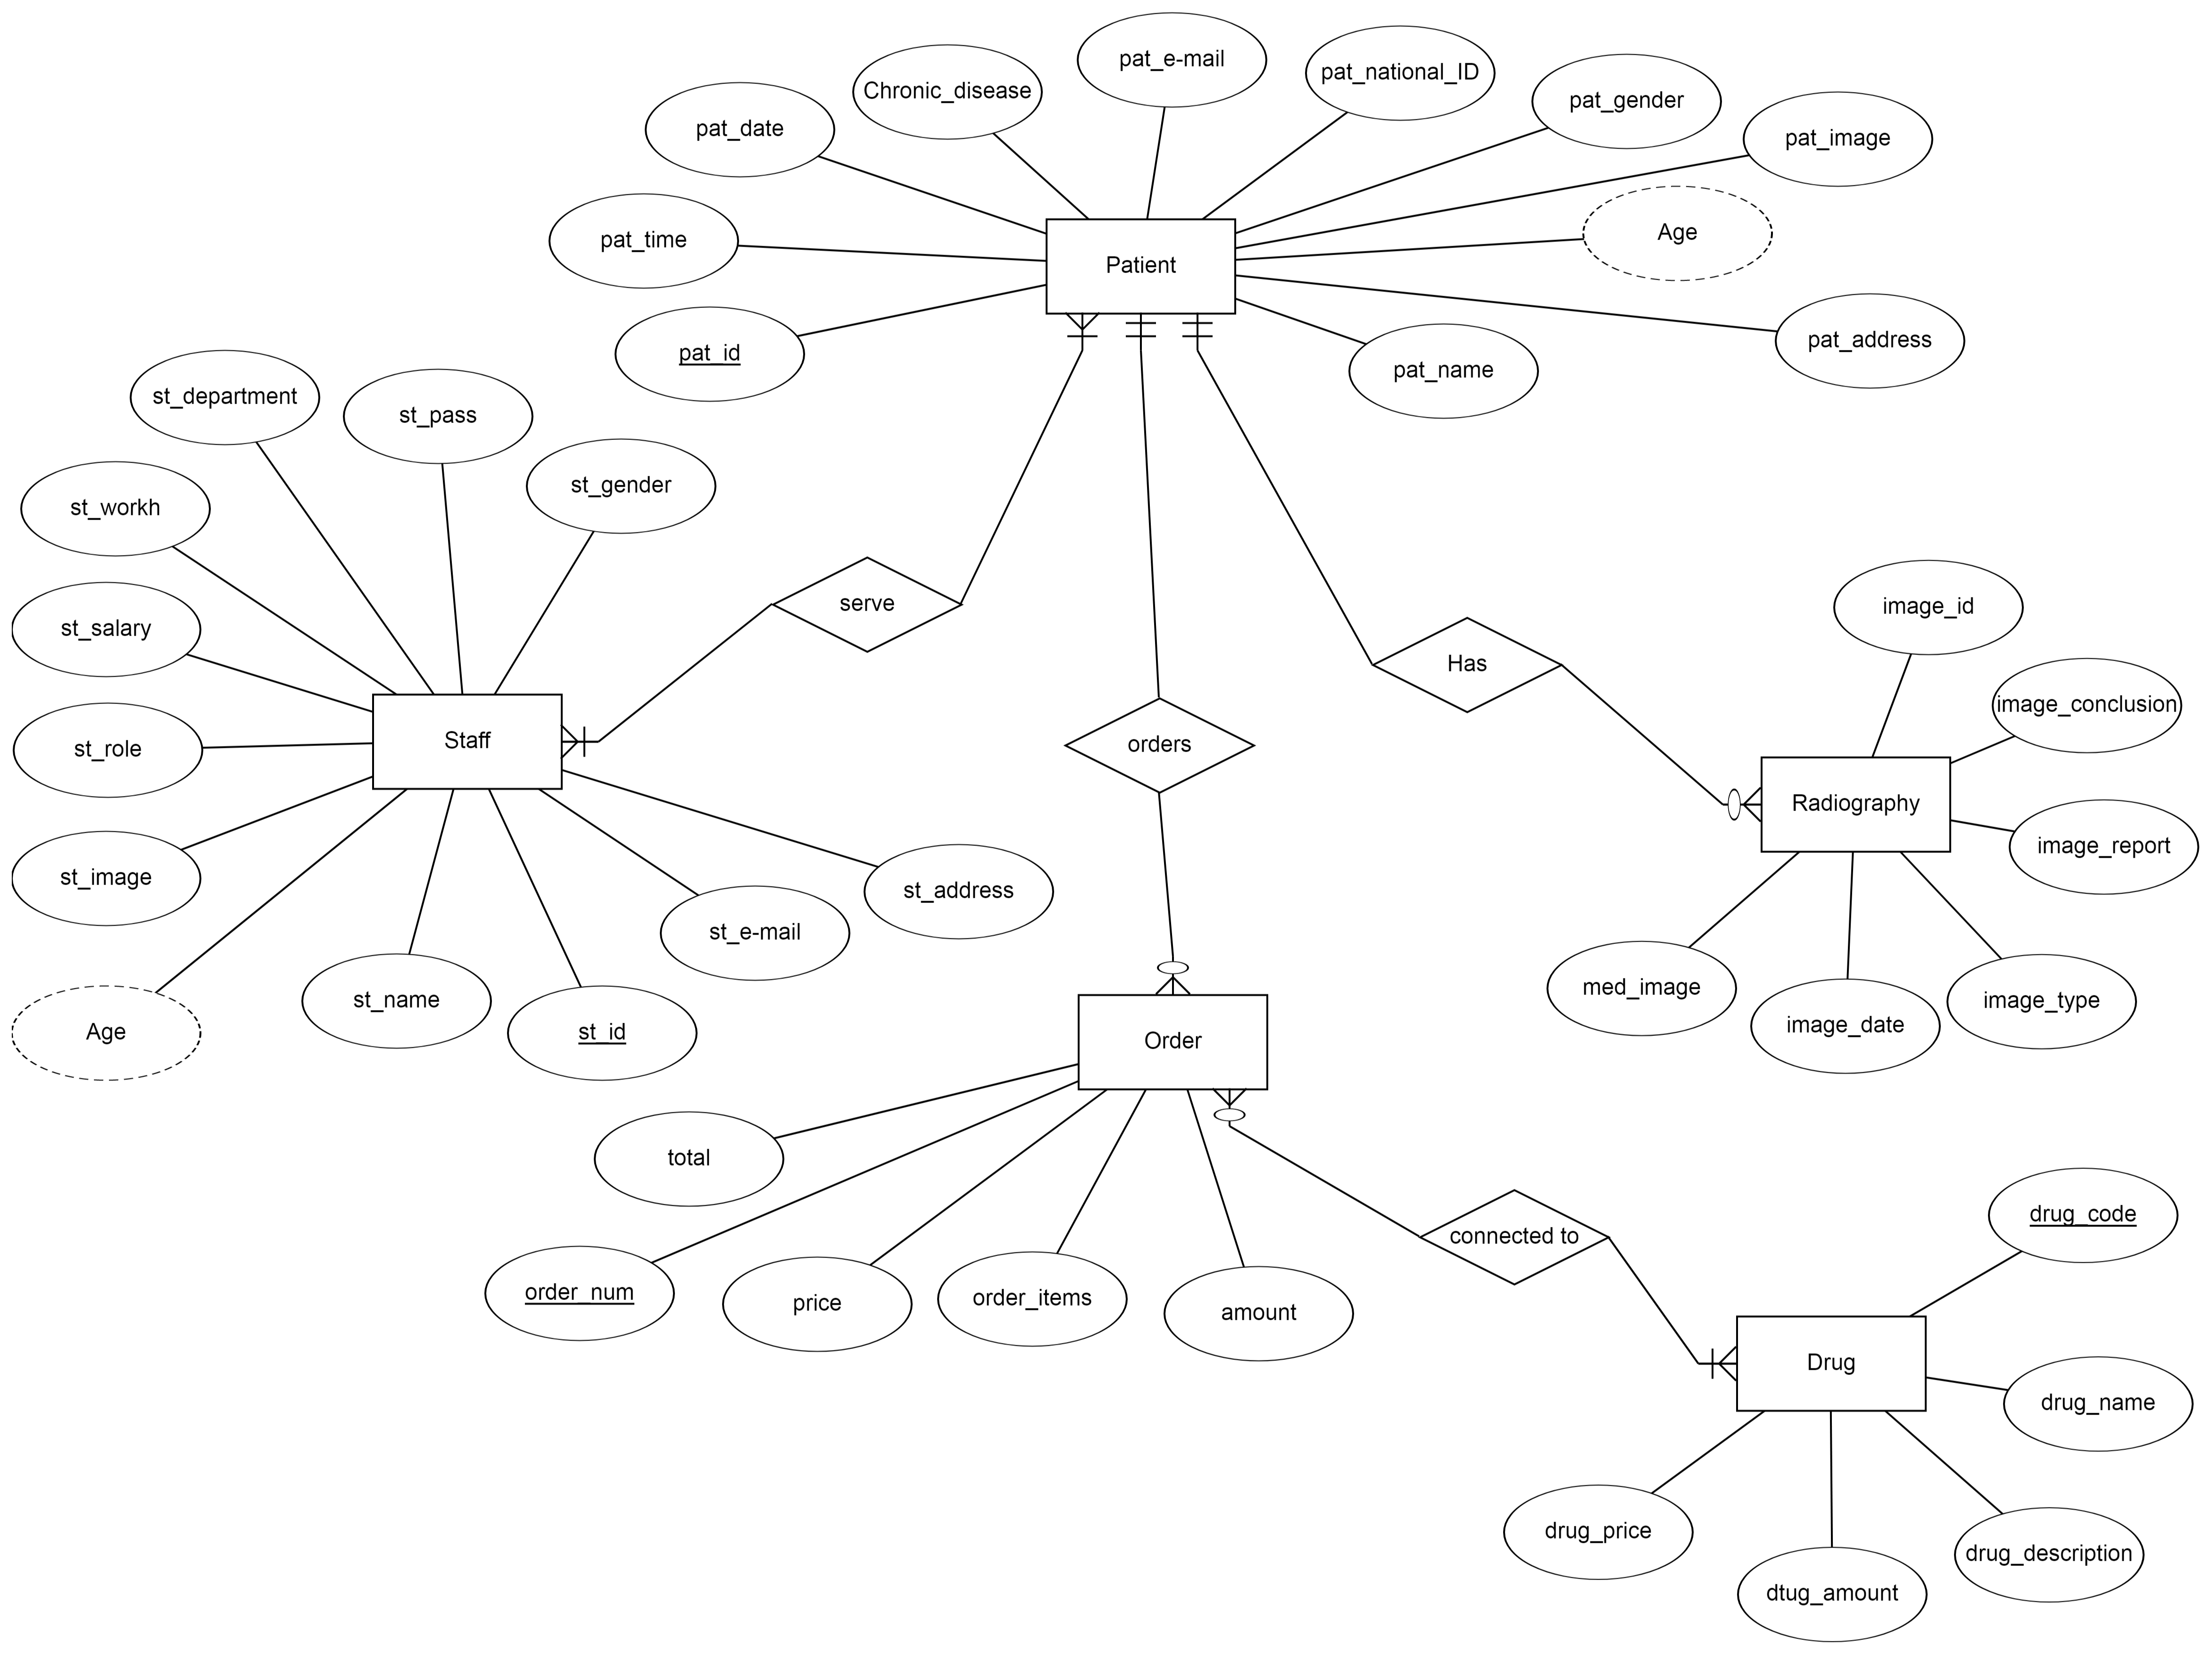 pat_e-mail
pat_national_ID
Chronic_disease
pat_gender
pat_date
pat_image
Age
pat_time
Patient
pat_address
pat_id
pat_name
st_department
st_pass
st_gender
st_workh
serve
image_id
st_salary
Has
image_conclusion
Staff
orders
st_role
Radiography
image_report
st_image
st_address
st_e-mail
med_image
image_type
st_name
image_date
Age
st_id
Order
total
drug_code
connected to
order_num
order_items
price
amount
Drug
drug_name
drug_price
drug_description
dtug_amount